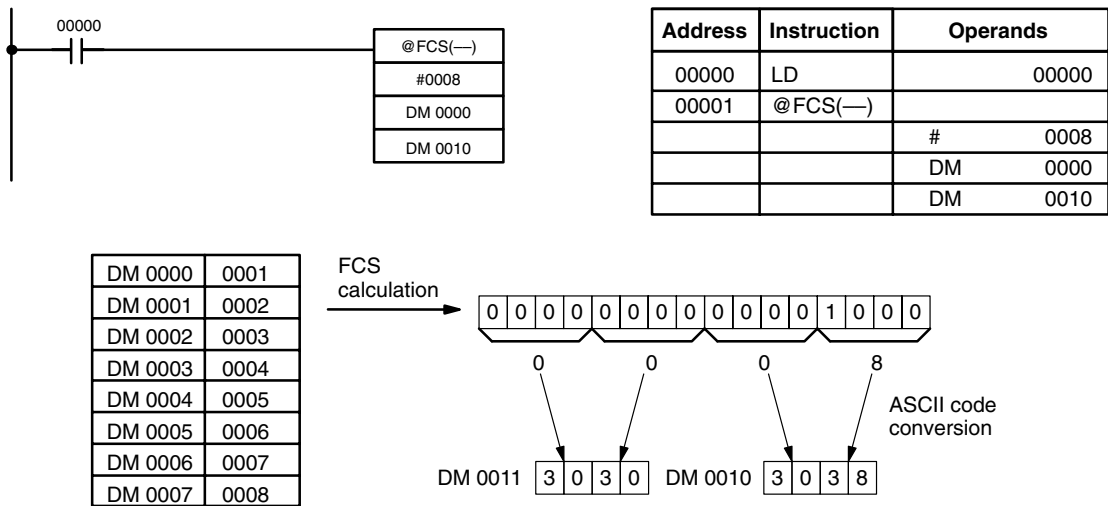 00000
@FCS(––)
#0008
DM 0000
DM 0010
Address Instruction Operands
00000 LD 00000
00001 @FCS(––)
# 0008
DM 0000
DM 0010
DM 0000 0001
DM 0001 0002
DM 0002 0003
DM 0003 0004
DM 0004 0005
DM 0005 0006
DM 0006 0007
DM 0007 0008
FCS
calculation
0 0 0 0 0 0 0 0 0 0 0 0 1 0 0 0
0 0 0 8
ASCII code
conversion
DM 0011 3 0 3 0 DM 0010 3 0 3 8